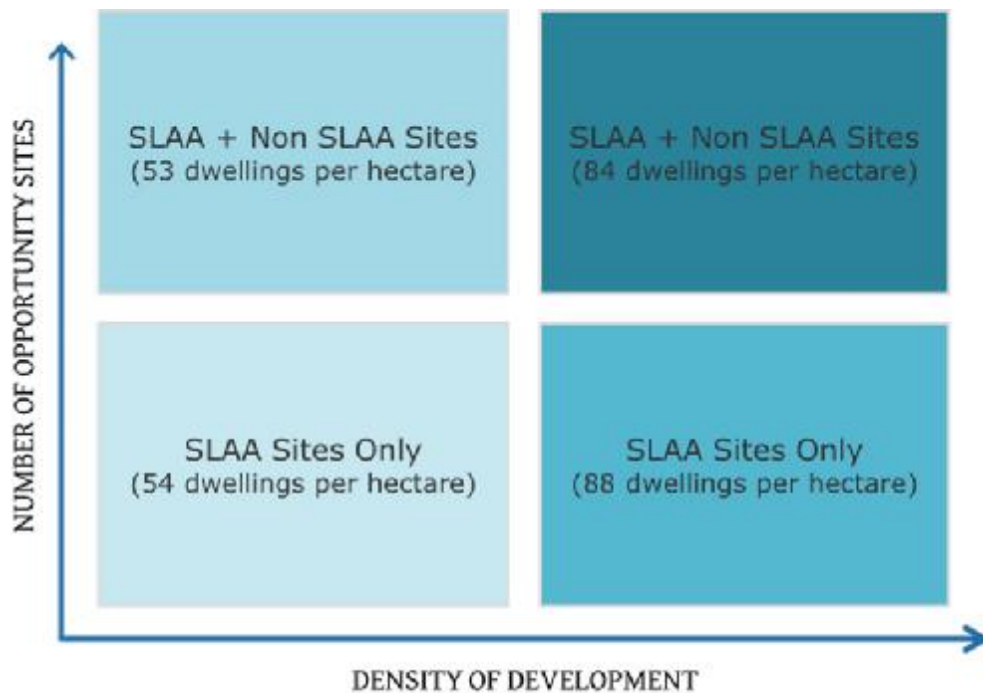 NUMBER OF OPPORTUNITY SITES
SLAA + Non SLAA Sites
(53 dwellings per hectare)
SLAA + Non SLAA Sites
(84 dwellings per hectare)
SLAA Sites Only
(54 dwellings per hectare)
SLAA Sites Only
(88 dwellings per hectare)
DENSITY OF DEVELOPMENT